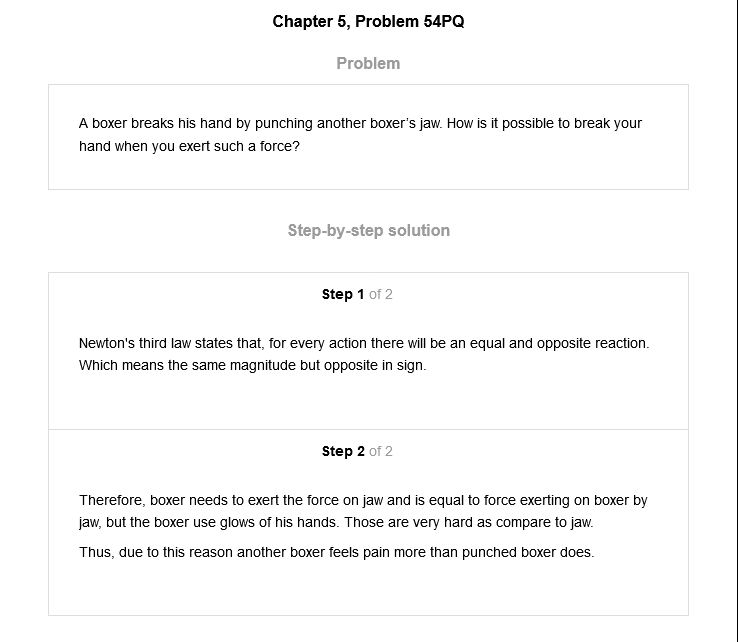 Chapter 5, Problem 54PQ
Problem
A boxer breaks his hand by punching another boxer's jaw. How is it possible to break your
hand when you exert such a force?
Step-by-step solution
Step 1 of 2
Newton's third law states that, for every action there will be an equal and opposite reaction.
Which means the same magnitude but opposite in sign.
Step 2 of 2
Therefore, boxer needs to exert the force on jaw and is equal to force exerting on boxer by
jaw, but the boxer use glows of his hands. Those are very hard as compare to jaw.
Thus, due to this reason another boxer feels pain more than punched boxer does.